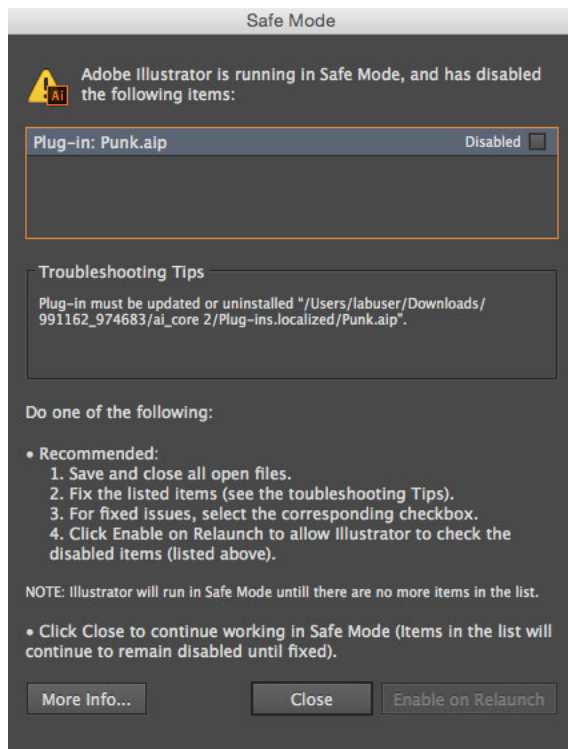 Safe Mode
Adobe Illustrator is running in Safe Mode, and has disabled
the following items:
Ai
Plug-in: Punk.aip Disabled
Troubleshooting Tips
Plug-in must be updated or uninstalled "/Users/labuser/Downloads/
991162_974683/ai_core 2/Plug-ins.localized/Punk.aip".
Do one of the following:
• Recommended:
1. Save and close all open files.
2. Fix the listed items (see the toubleshooting Tips).
3. For fixed issues, select the corresponding checkbox.
4. Click Enable on Relaunch to allow Illustrator to check the
disabled items (listed above).
NOTE: Illustrator will run in Safe Mode untill there are no more items in the list.
• Click Close to continue working in Safe Mode (Items in the list will
continue to remain disabled until fixed).
More Info... Close Enable on Relaunch